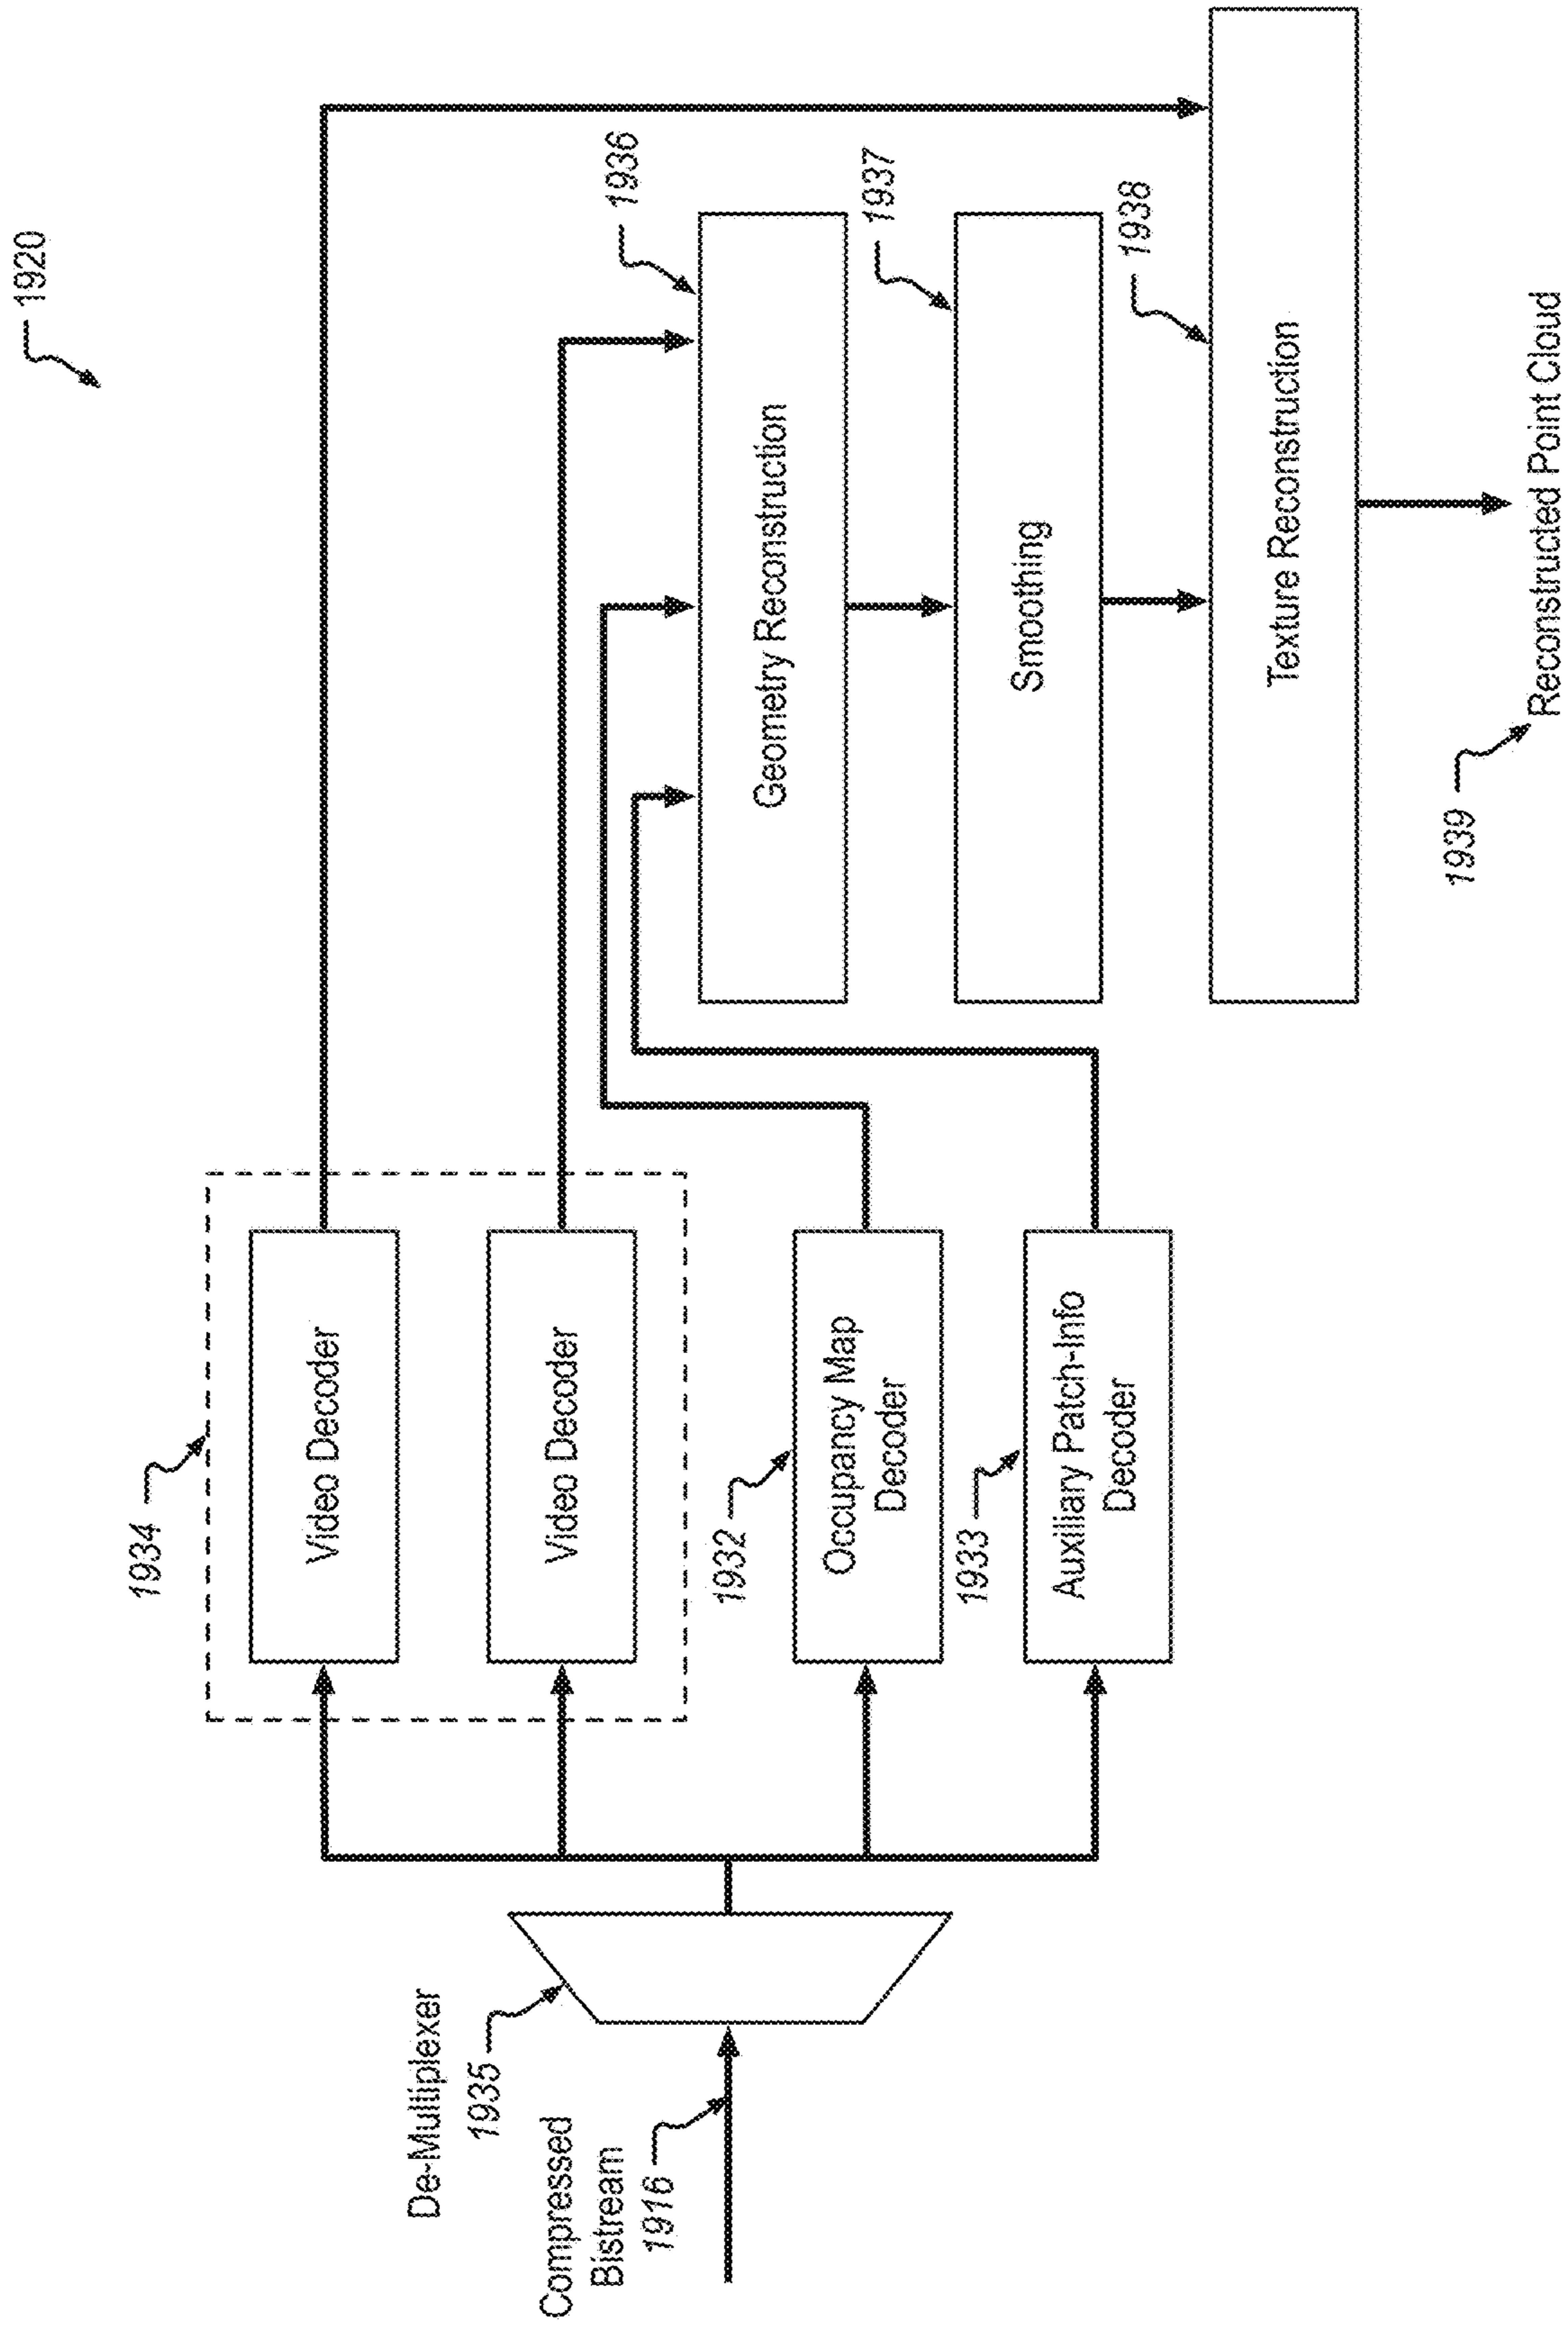 1920
1934
Video Decoder
Video Decoder
1932
Occupancy Map
Decoder
1933
Auxiliary Patch-Info
Decoder
De-Multiplexer
1935
Compressed
Bistream
1916
1936
Geometry Reconstruction
1937
Smoothing
1938
Texture Reconstruction
1939
Reconstructed Point Cloud